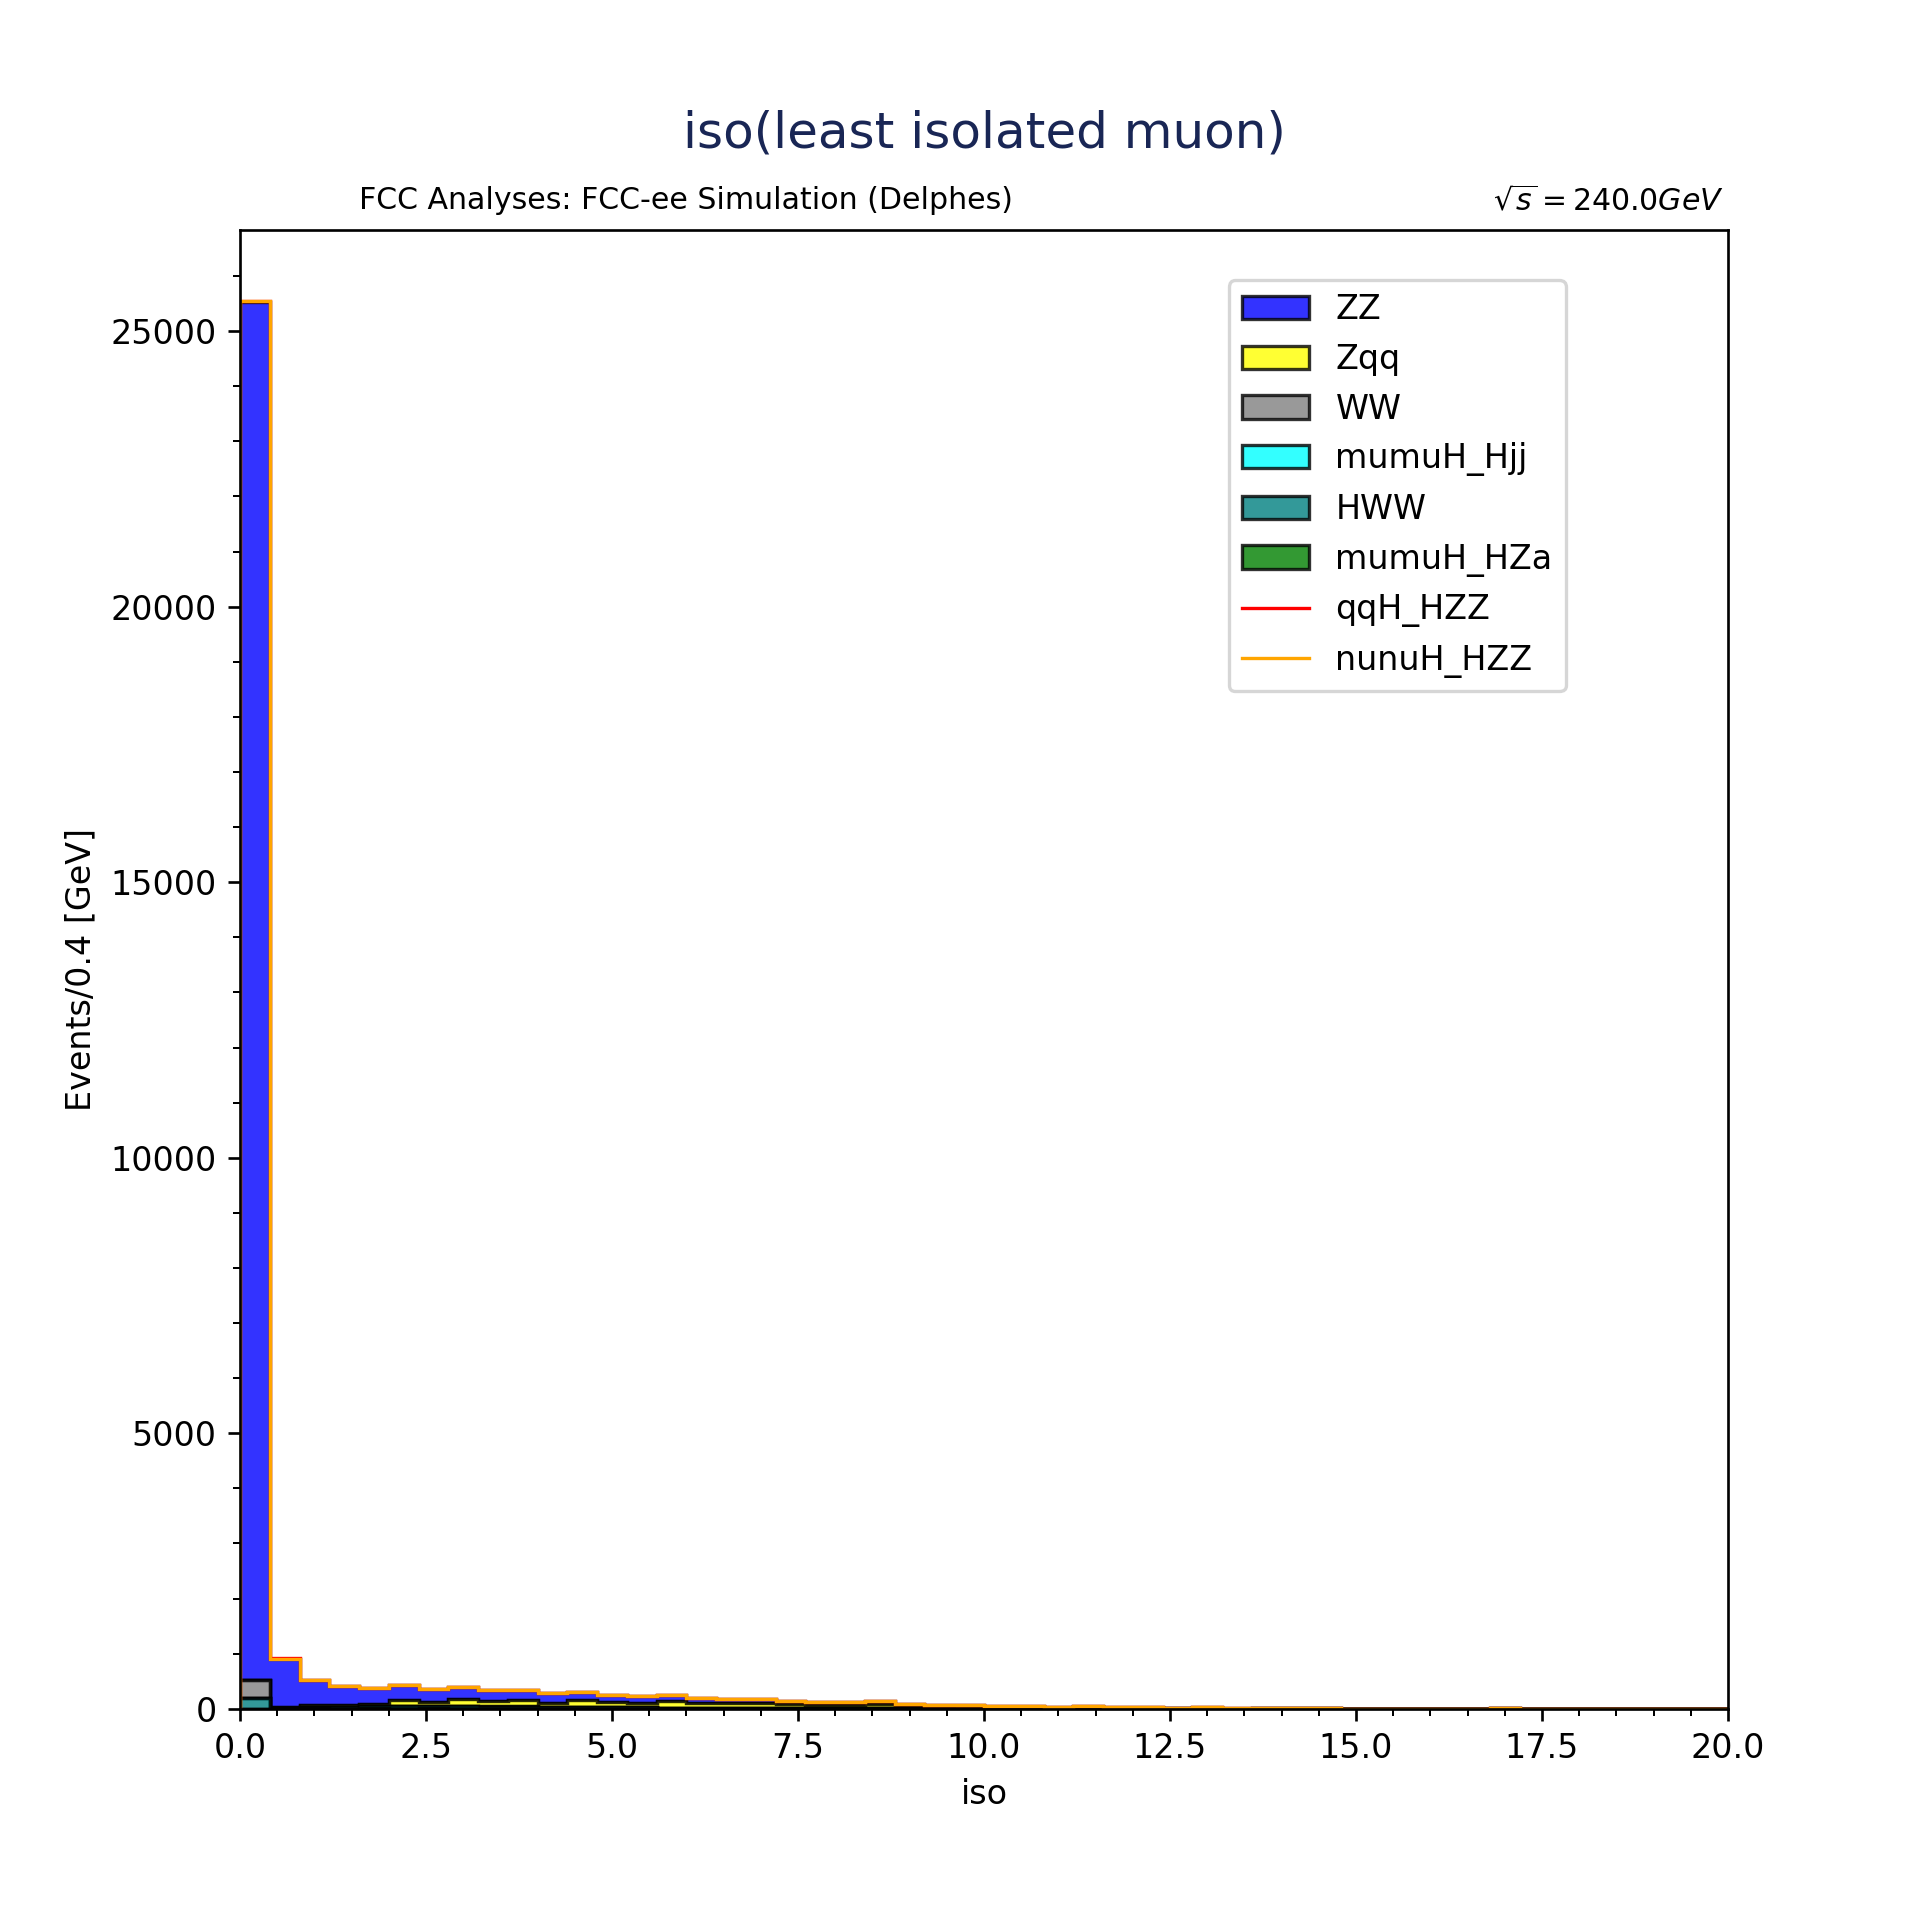 iso(least isolated muon)
FCC Analyses: FCC-ee Simulation (Delphes)
√s = 240.0GeV
ZZ
Zqq
WW
mumuH_Hjj
HWW
mumuH_HZa
qqH_HZZ
nunuH_HZZ
Events/0.4 [GeV]
25000
20000
15000
10000
5000
0
0.0 2.5 5.0 7.5 10.0 12.5 15.0 17.5 20.0
iso